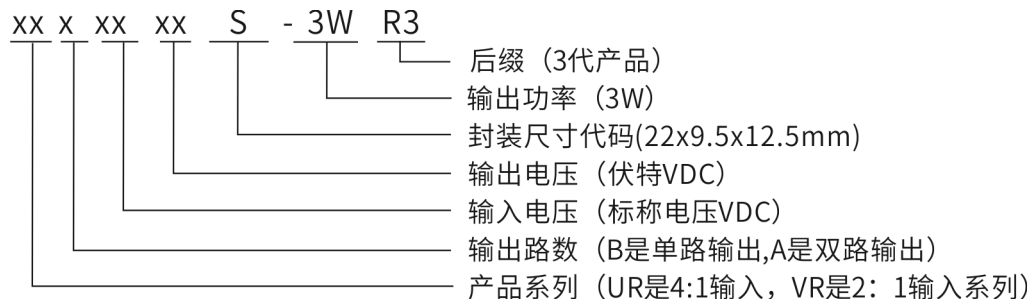 xx x xx xx S - 3W R3
后缀（3代产品）
输出功率（3W）
封装尺寸代码(22x9.5x12.5mm)
输出电压（伏特VDC）
输入电压（标称电压VDC）
输出路数（B是单路输出,A是双路输出）
产品系列（UR是4:1输入，VR是2：1输入系列）